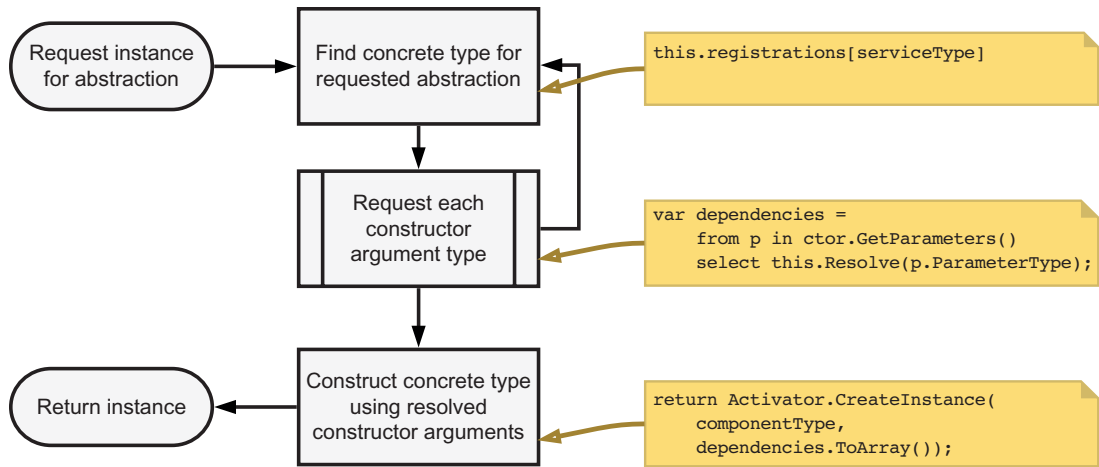 Request instance
for abstraction
Find concrete type for
requested abstraction
this.registrations[serviceType]
Request each
constructor
argument type
var dependencies =
    from p in ctor.GetParameters()
    select this.Resolve(p.ParameterType);
Return instance
Construct concrete type
using resolved
constructor arguments
return Activator.CreateInstance(
    componentType,
    dependencies.ToArray());